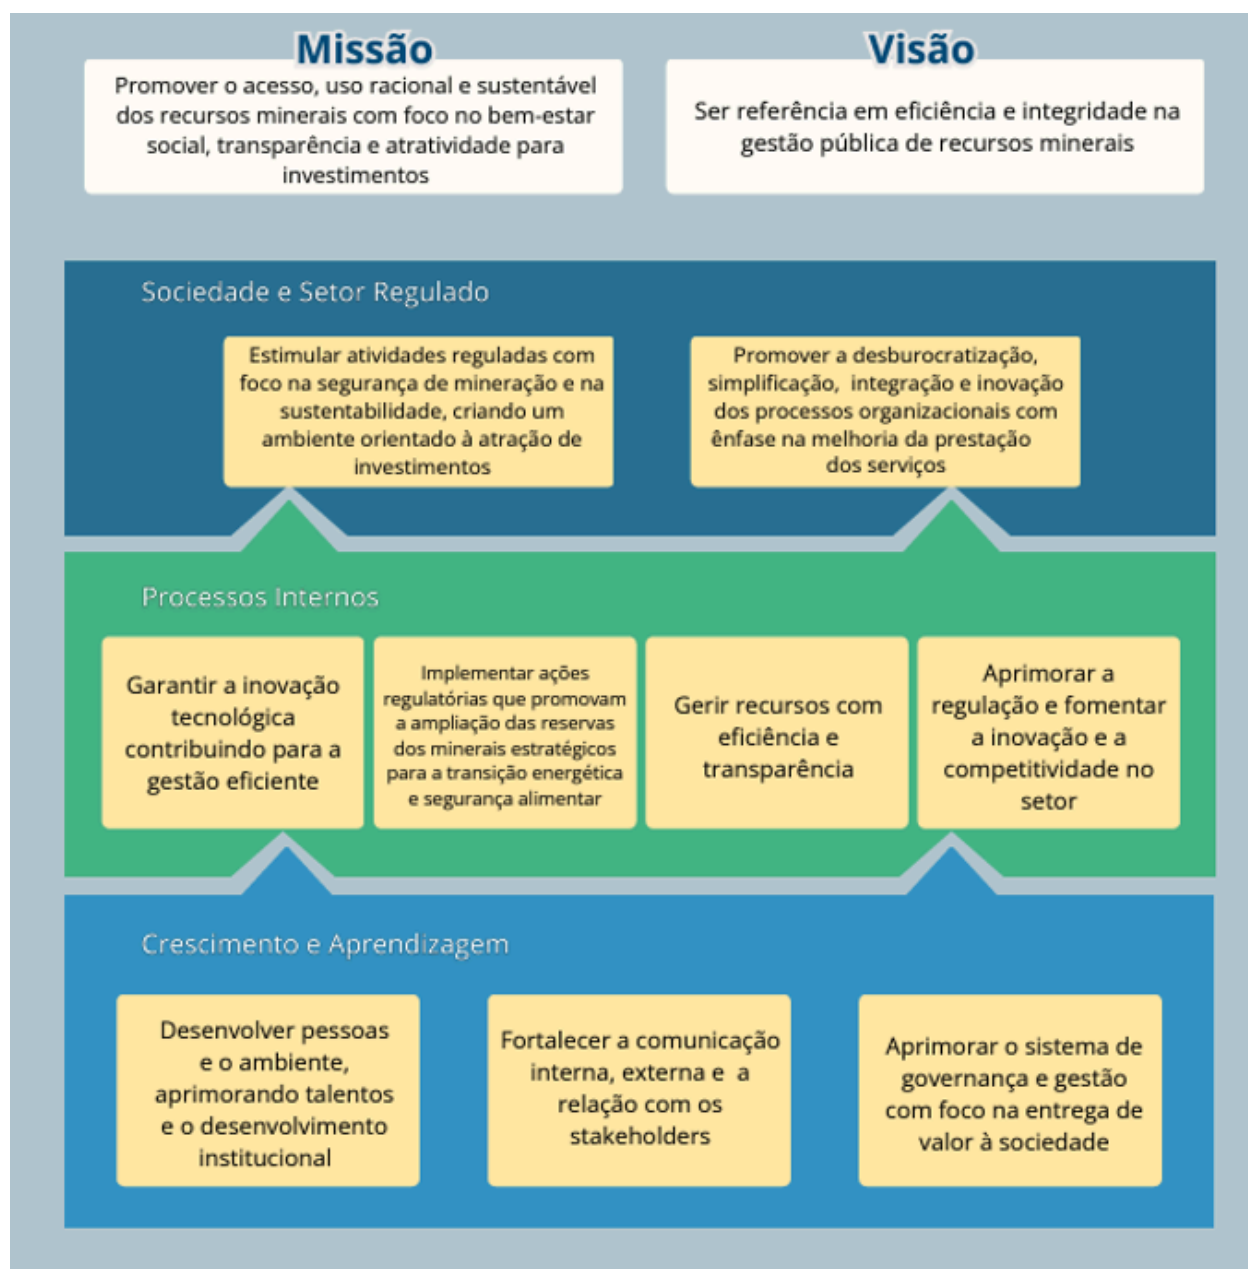 Missão
Promover o acesso, uso racional e sustentável
dos recursos minerais com foco no bem-estar
social, transparência e atratividade para
investimentos
Visão
Ser referência em eficiência e integridade na
gestão pública de recursos minerais
Sociedade e Setor Regulado
Estimular atividades reguladas com
foco na segurança de mineração e na
sustentabilidade, criando um
ambiente orientado à atração de
investimentos
Promover a desburocratização,
simplificação, integração e inovação
dos processos organizacionais com
ênfase na melhoria da prestação
dos serviços
Processos Internos
Garantir a inovação
tecnológica
contribuindo para a
gestão eficiente
Implementar ações
regulatórias que promovam
a ampliação das reservas
dos minerais estratégicos
para a transição energética
e segurança alimentar
Gerir recursos com
eficiência e
transparência
Aprimorar a
regulação e fomentar
a inovação e a
competitividade no
setor
Crescimento e Aprendizagem
Desenvolver pessoas
e o ambiente,
aprimorando talentos
e o desenvolvimento
institucional
Fortalecer a comunicação
interna, externa e a
relação com os
stakeholders
Aprimorar o sistema de
governança e gestão
com foco na entrega de
valor à sociedade